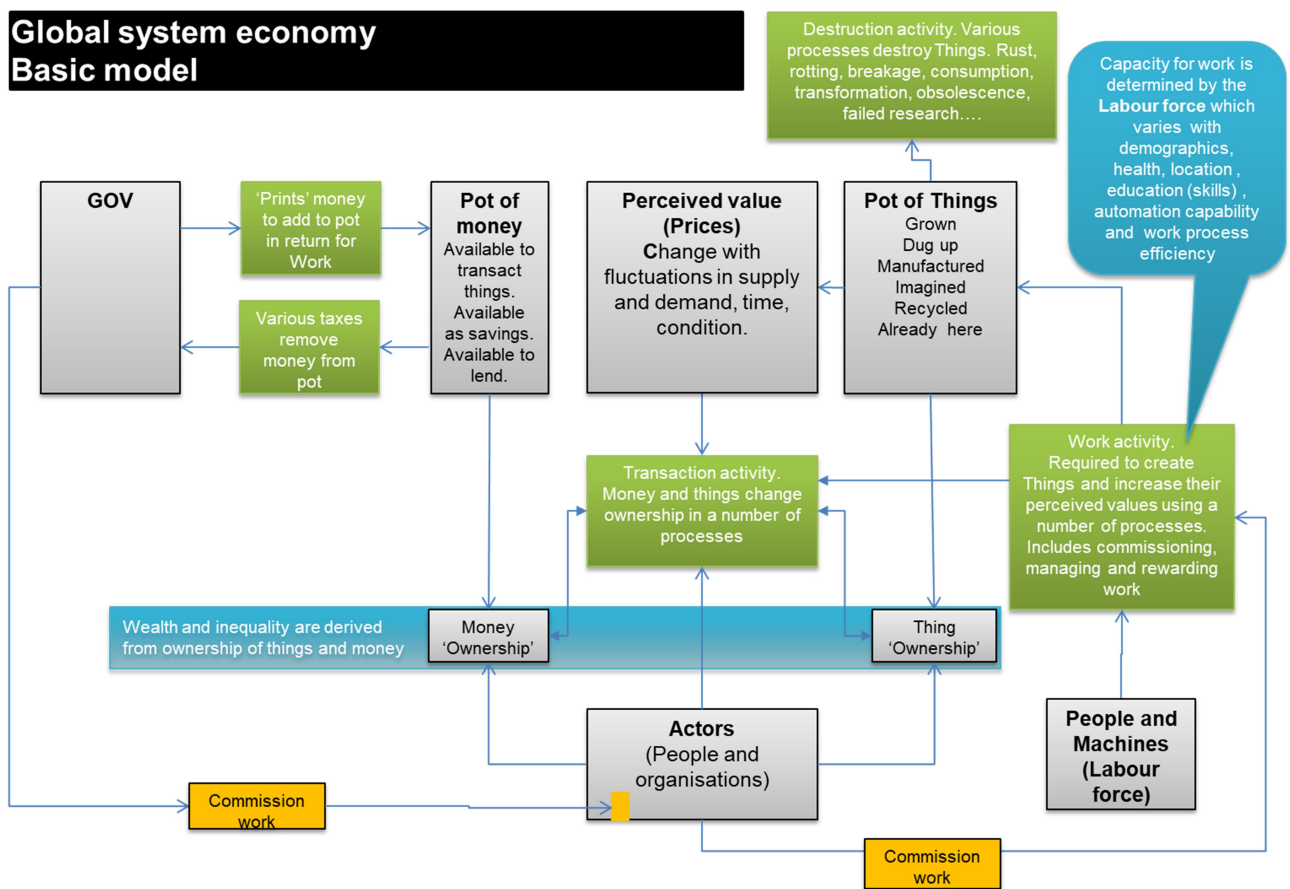 Global system economy
Basic model
Destruction activity. Various
processes destroy Things. Rust,
rotting, breakage, consumption,
transformation, obsolescence,
failed research….
Capacity for work is
determined by the
Labour force which
varies with
demographics,
health, location ,
education (skills) ,
automation capability
and work process
efficiency
GOV
‘Prints’ money
to add to pot
in return for
Work
Various taxes
remove
money from
pot
Pot of
money
Available to
transact
things.
Available
as savings.
Available to
lend.
Perceived value
(Prices)
Change with
fluctuations in supply
and demand, time,
condition.
Pot of Things
Grown
Dug up
Manufactured
Imagined
Recycled
Already here
Transaction activity.
Money and things change
ownership in a number of
processes
Work activity.
Required to create
Things and increase their
perceived values using a
number of processes.
Includes commissioning,
managing and rewarding
work
Wealth and inequality are derived
from ownership of things and money
Money
‘Ownership’
Thing
‘Ownership’
Actors
(People and
organisations)
People and
Machines
(Labour
force)
Commission
work
Commission
work